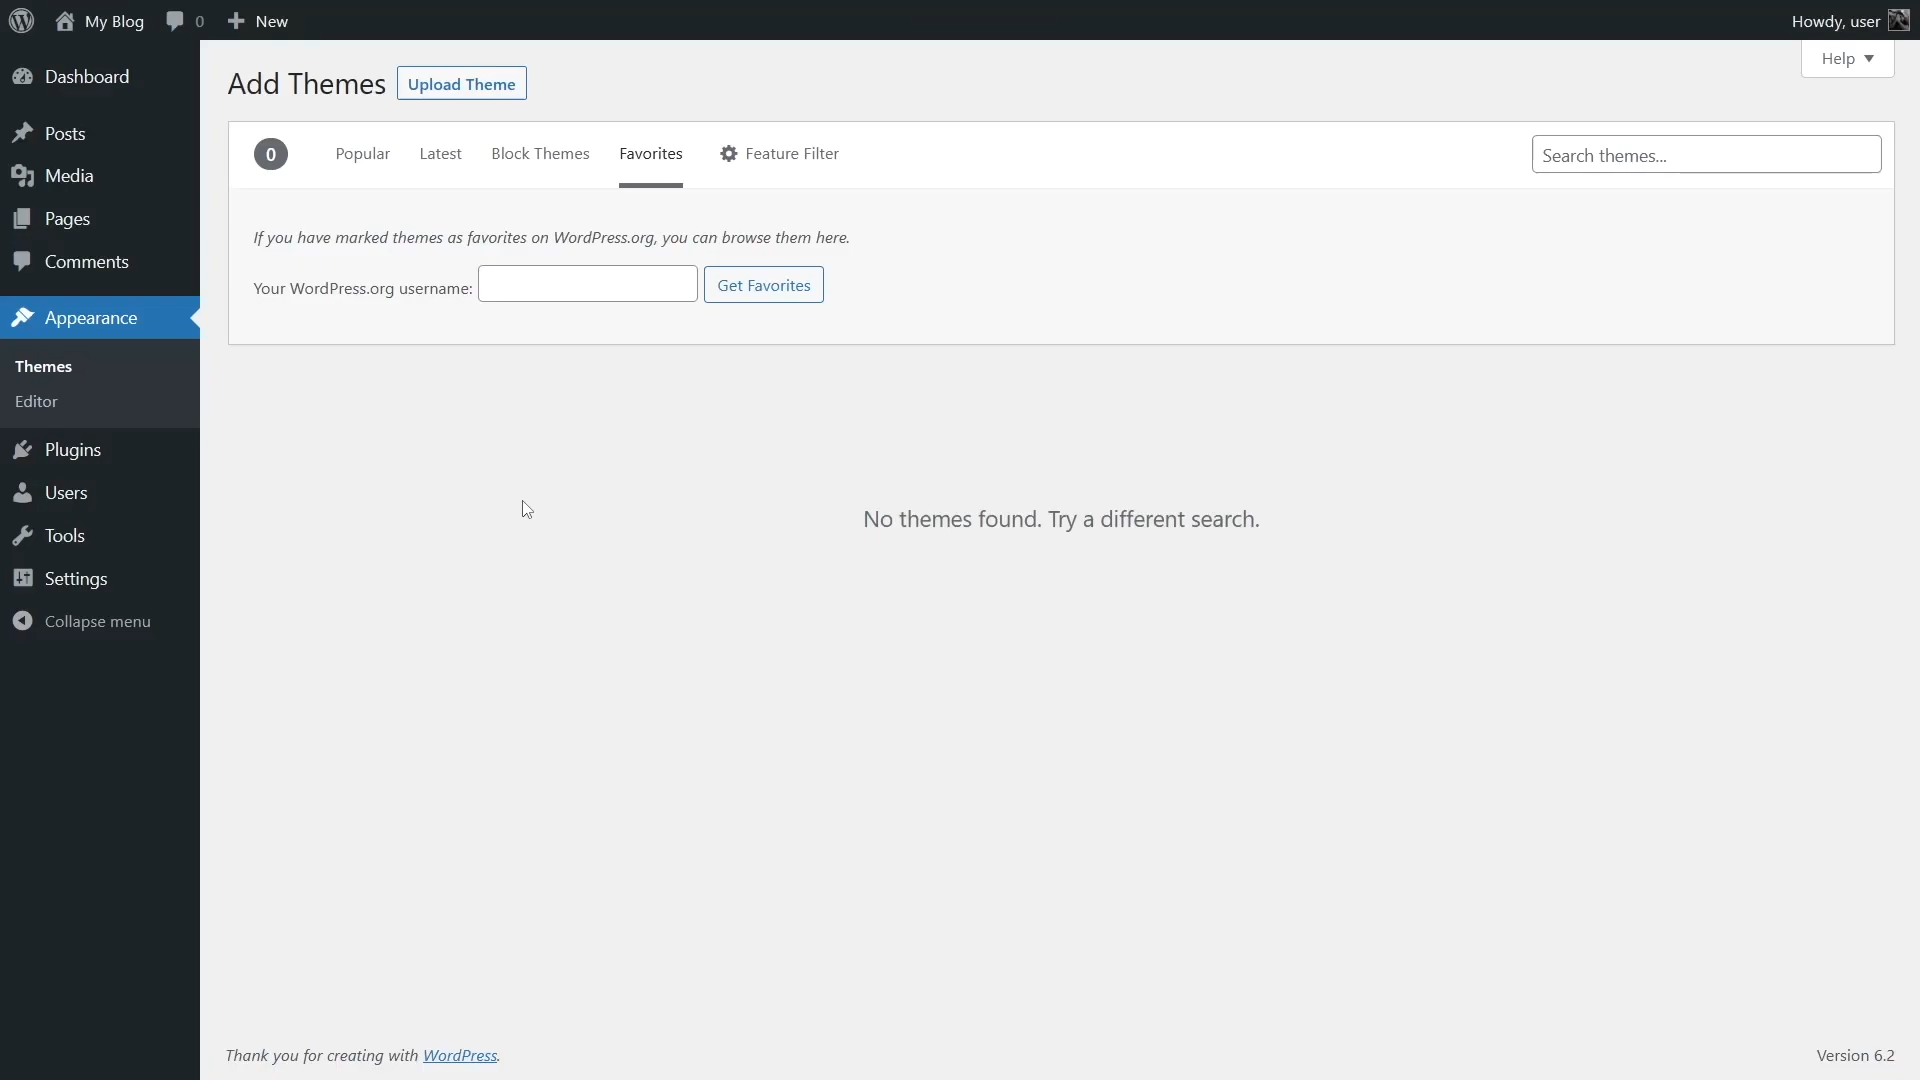 My Blog 0 New Howdy, user
Help
Dashboard
Posts
Media
Pages
Comments
Appearance
Themes
Editor
Plugins
Users
Tools
Settings
Collapse menu
Add Themes Upload Theme
0 Popular Latest Block Themes Favorites Feature Filter Search themes...
If you have marked themes as favorites on WordPress.org, you can browse them here.
Your WordPress.org username: Get Favorites
No themes found. Try a different search.
Thank you for creating with WordPress. Version 6.2